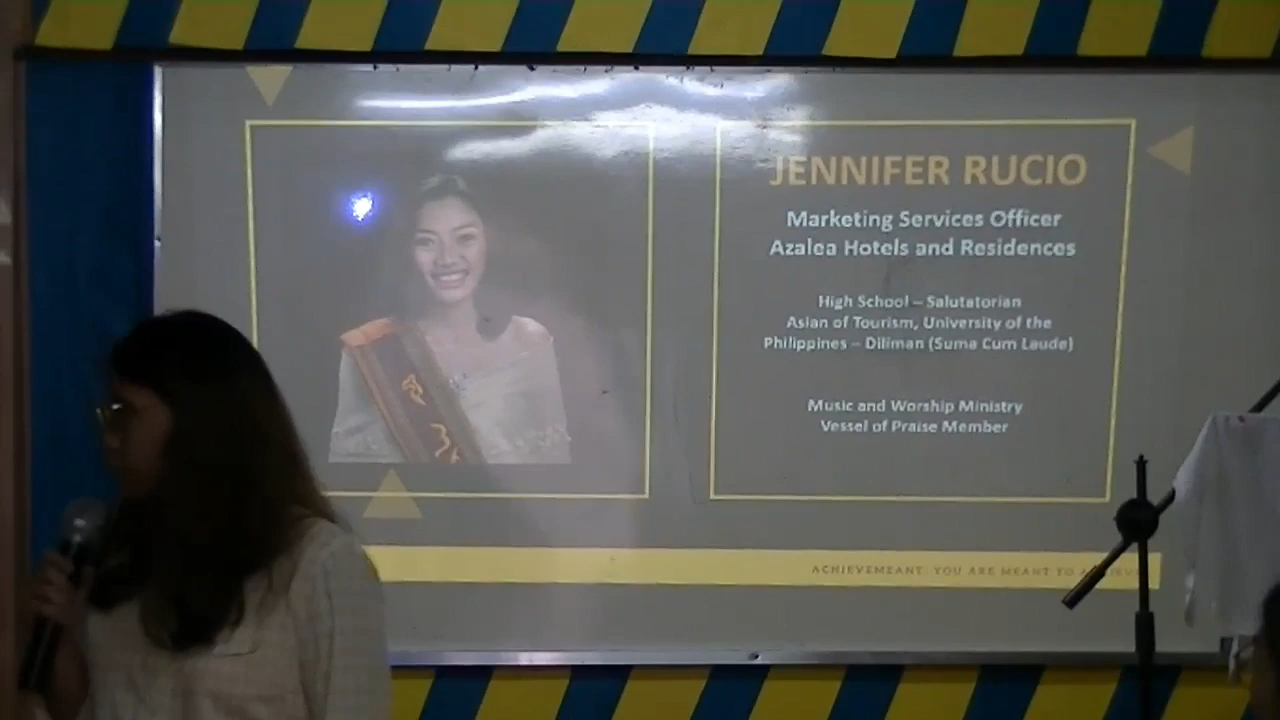 JENNIFER RUCIO
Marketing Services Officer
Azalea Hotels and Residences
High School – Salutatorian
Asian of Tourism, University of the
Philippines – Diliman (Suma Cum Laude)
Music and Worship Ministry
Vessel of Praise Member
ACHIEVEMEANT: YOU ARE MEANT TO